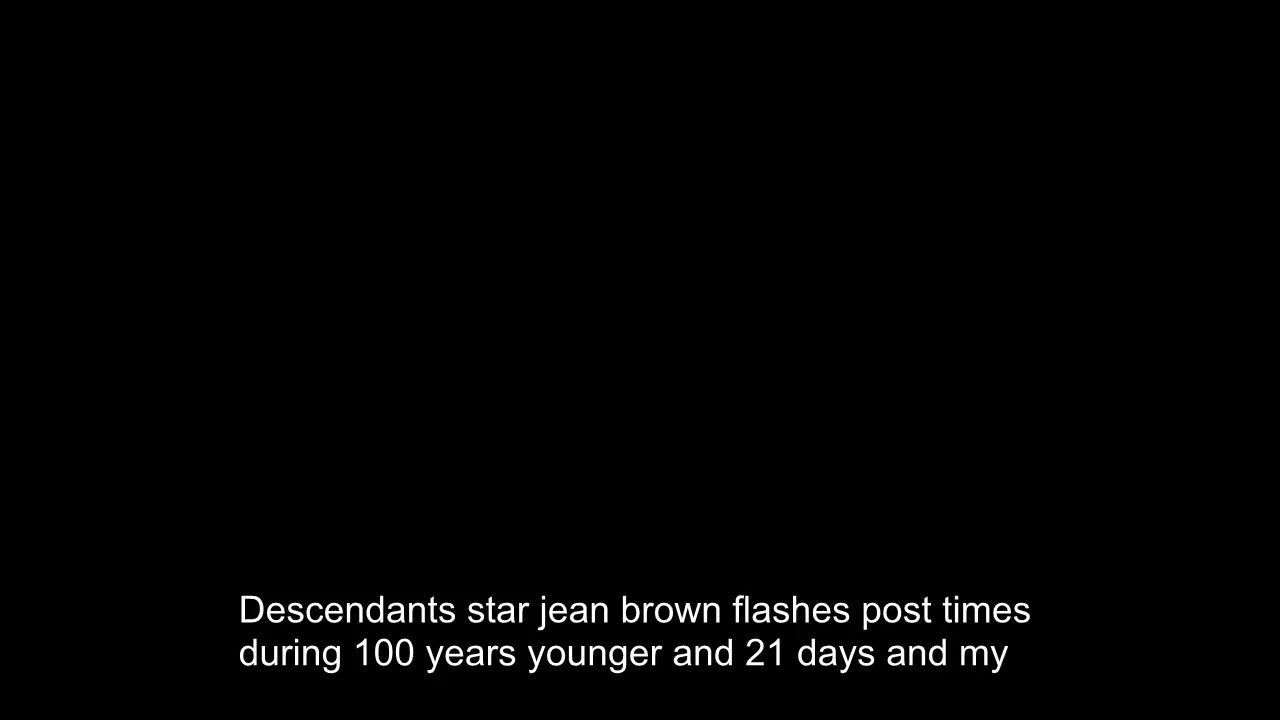 Descendants star jean brown flashes post times
during 100 years younger and 21 days and my